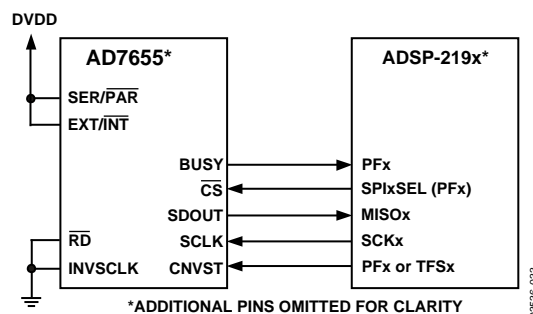 DVDD
AD7655*
ADSP-219x*
SER/PAR
EXT/INT
BUSY
PFx
CS
SPIxSEL (PFx)
SDOUT
MISOx
RD
SCLK
SCKx
INVSCLK
CNVST
PFx or TFSx
*ADDITIONAL PINS OMITTED FOR CLARITY